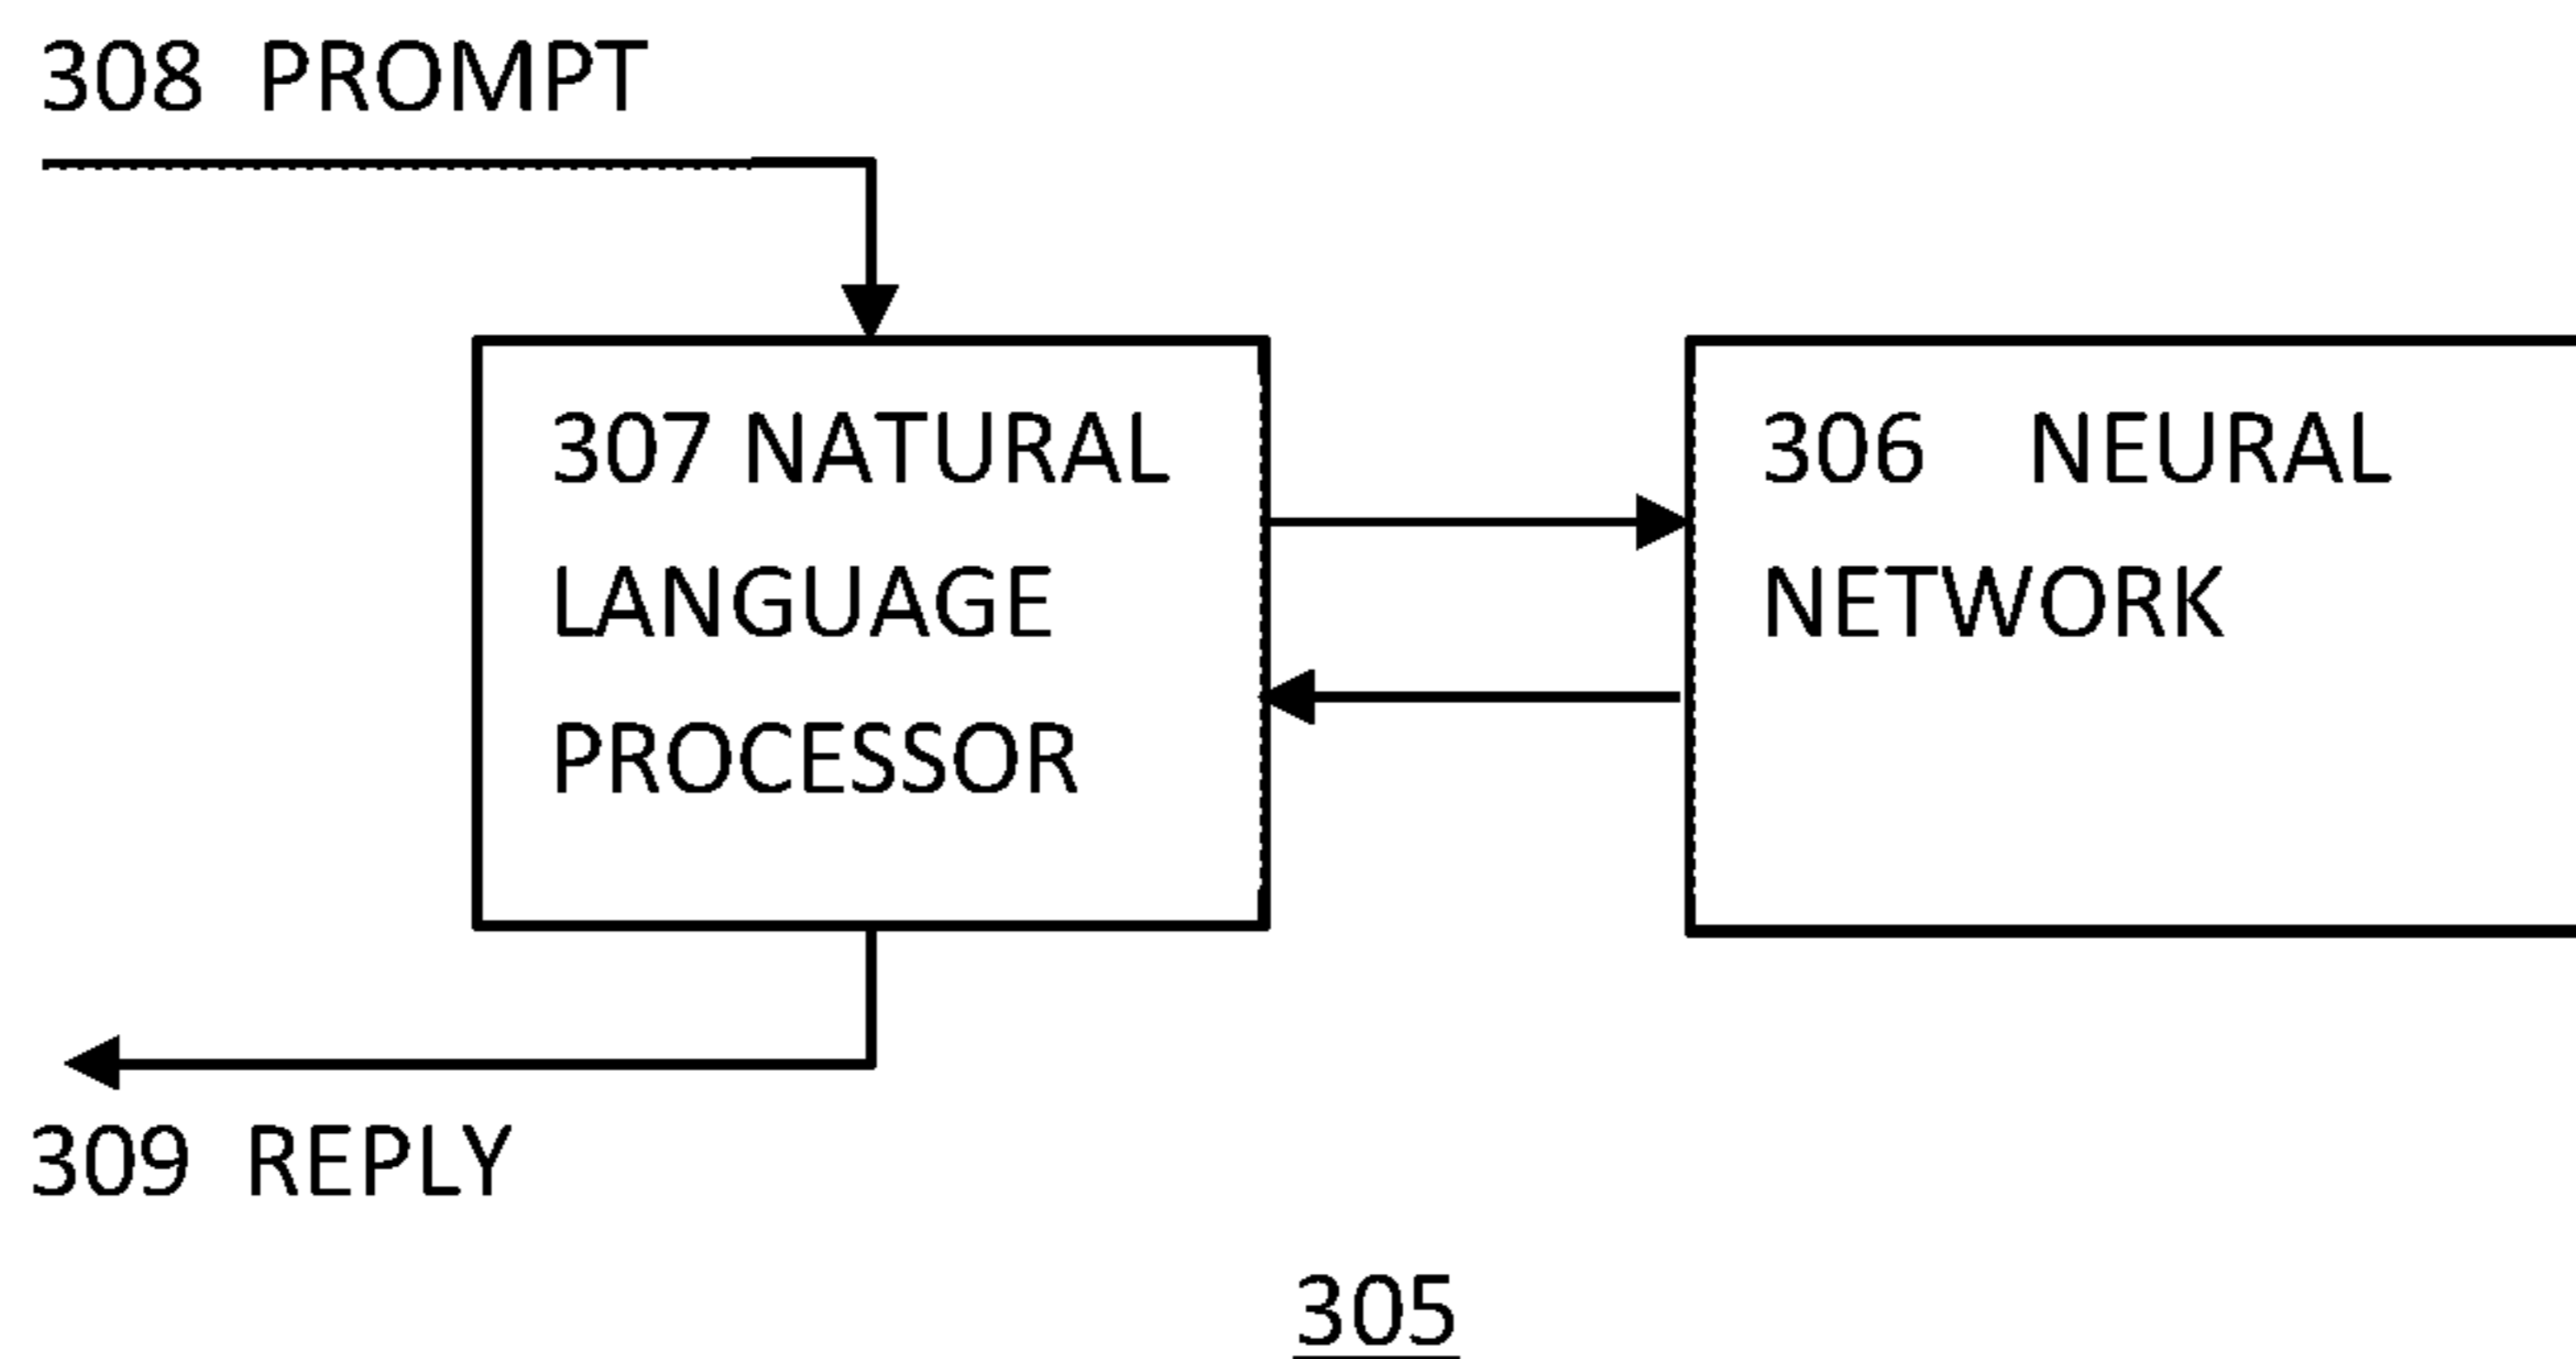 308 PROMPT
307 NATURAL
LANGUAGE
PROCESSOR
306 NEURAL
NETWORK
309 REPLY
305